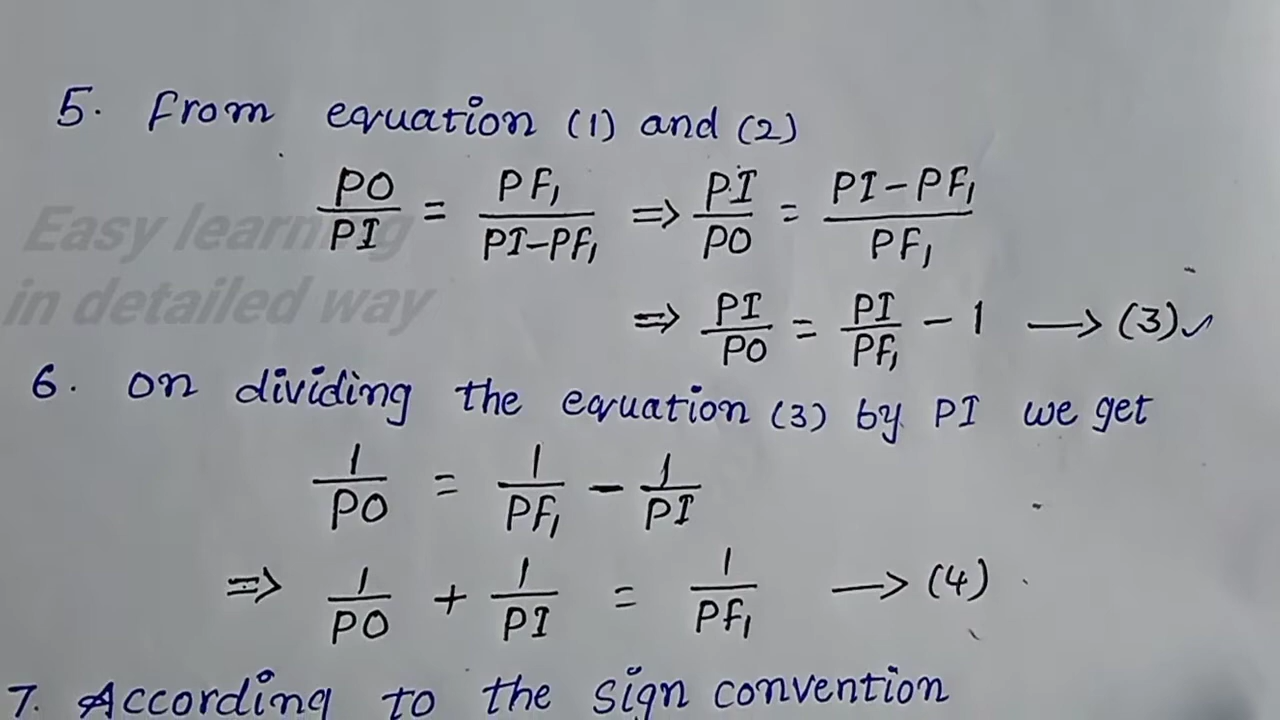 5. From equation (1) and (2)
PO/PI = PF₁/(PI-PF₁) ⇒ PI/PO = (PI-PF₁)/PF₁
⇒ PI/PO = PI/PF₁ - 1 → (3)✓
6. on dividing the equation (3) by PI we get
1/PO = 1/PF₁ - 1/PI
⇒ 1/PO + 1/PI = 1/PF₁ → (4)
7. According to the sign convention
Easy learning
in detailed way